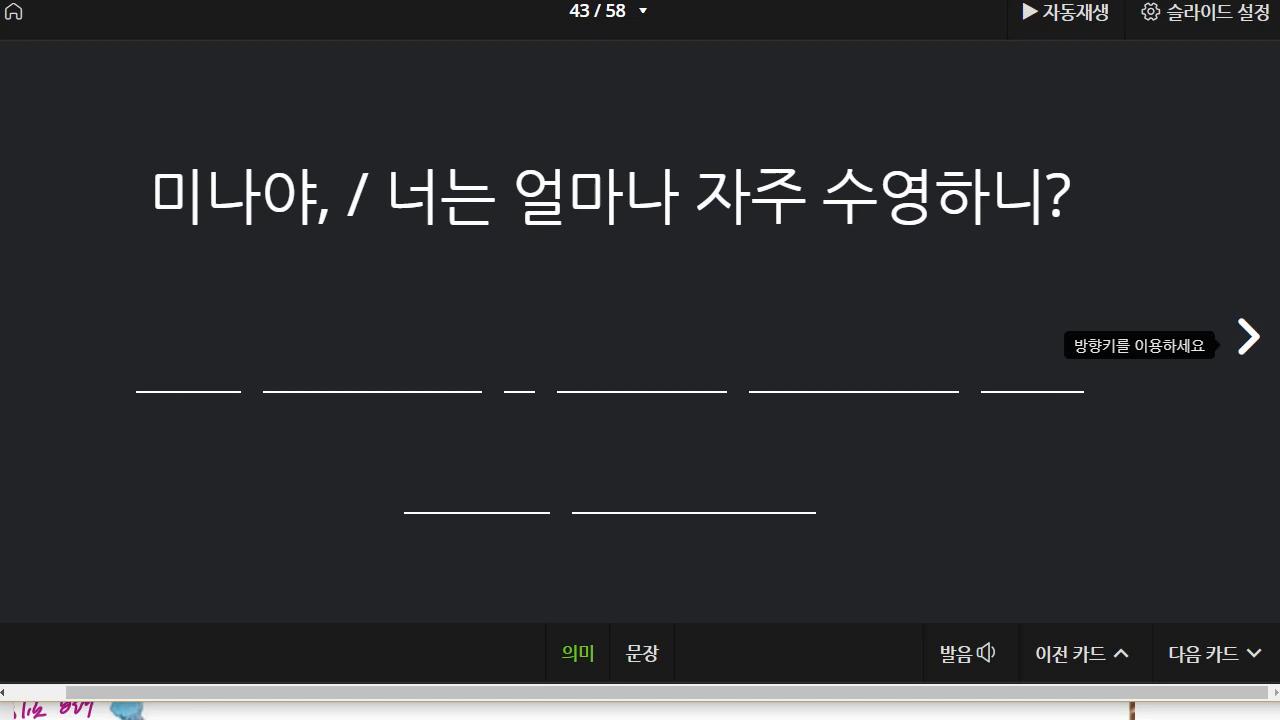 43 / 58
자동재생
슬라이드 설정
미나야, / 너는 얼마나 자주 수영하니?
방향키를 이용하세요
의미
문장
발음
이전 카드
다음 카드